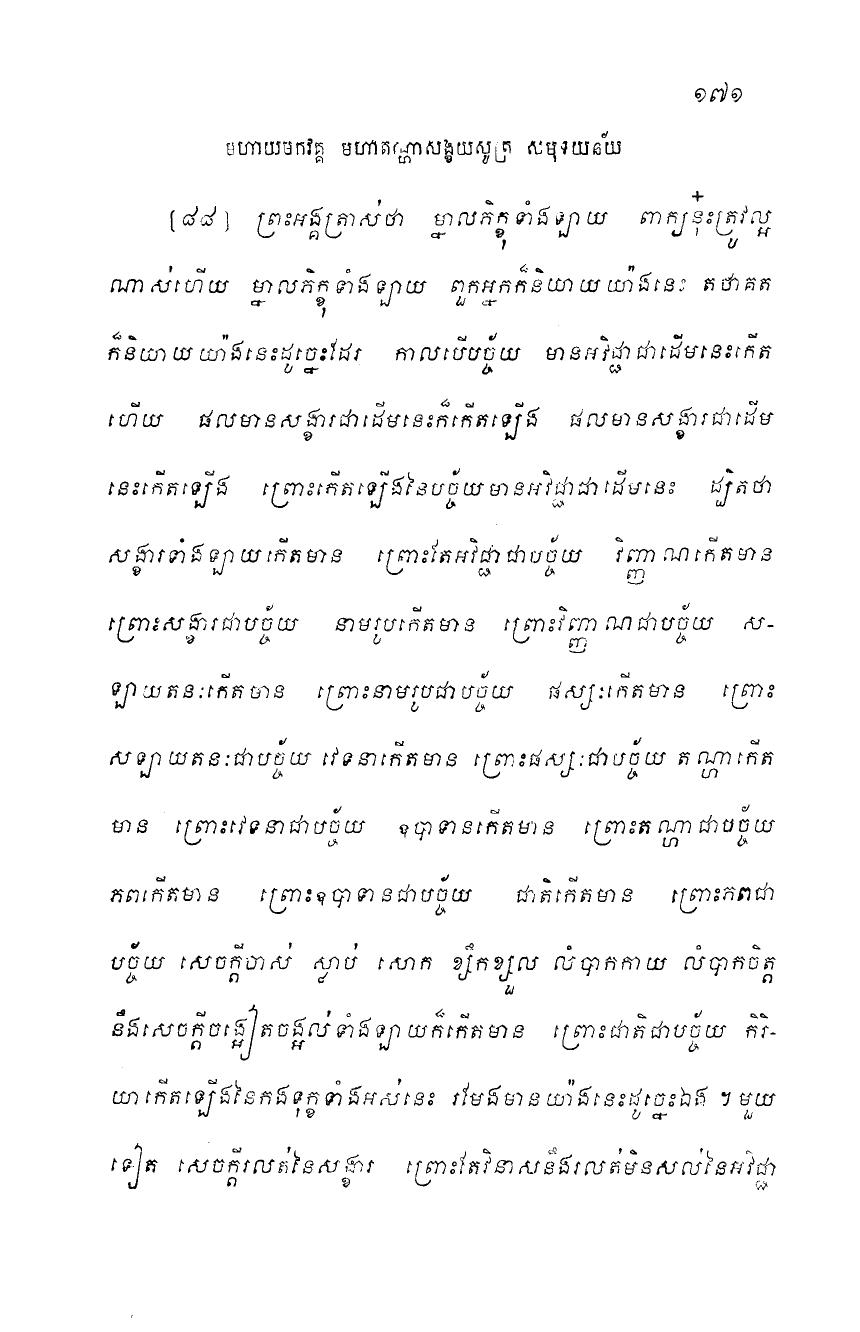 ១៧១
មហាយមកវគ្គ មហាតណ្ហាសង្ខយសូត្រ សមុទយនយ័
[៨៨] ព្រះអង្គត្រាស់ថា ម្នាលភិក្ខុទាំងឡាយ ពាក្យនុ៎ះត្រូវល្អ
ណាស់ហើយ ម្នាលភិក្ខុទាំងឡាយ ពួកអ្នកក៏និយាយយ៉ាងនេះ តថាគត
ក៏និយាយយ៉ាងនេះដូច្នេះដែរ កាលបើបច្ច័យ មានអវិជ្ជាជាដើមនេះកើត
ហើយ ផលមានសង្ខារជាដើមនេះក៏កើតឡើង ផលមានសង្ខារជាដើម
នេះកើតឡើង ព្រោះកើតឡើងនៃបច្ច័យមានអវិជ្ជាជាដើមនេះ ដ្បិតថា
សង្ខារទាំងឡាយកើតមាន ព្រោះតែអវិជ្ជាជាបច្ច័យ វិញ្ញាណកើតមាន
ព្រោះសង្ខារជាបច្ច័យ នាមរូបកើតមាន ព្រោះវិញ្ញាណជាបច្ច័យ ស-
ឡាយតនៈកើតមាន ព្រោះនាមរូបជាបច្ច័យ ផស្សៈកើតមាន ព្រោះ
សឡាយតនៈជាបច្ច័យ វេទនាកើតមាន ព្រោះផស្សៈជាបច្ច័យ តណ្ហាកើត
មាន ព្រោះវេទនាជាបច្ច័យ ឧបាទានកើតមាន ព្រោះតណ្ហាជាបច្ច័យ
ភពកើតមាន ព្រោះឧបាទានជាបច្ច័យ ជាតិកើតមាន ព្រោះភពជា
បច្ច័យ សេចក្តីចាស់ ស្លាប់ សោក ខ្សឹកខ្សួល លំបាកកាយ លំបាកចិត្ត
នឹងសេចក្តីចង្អៀតចង្អល់ទាំងឡាយក៏កើតមាន ព្រោះជាតិជាបច្ច័យ កិរិ-
យាកើតឡើងនៃកងទុក្ខទាំងអស់នេះ រមែងមានយ៉ាងនេះដូច្នេះឯង ។ មួយ
ទៀត សេចក្តីរលត់នៃសង្ខារ ព្រោះតែវិនាសនឹងរលត់មិនសល់នៃអវិជ្ជា